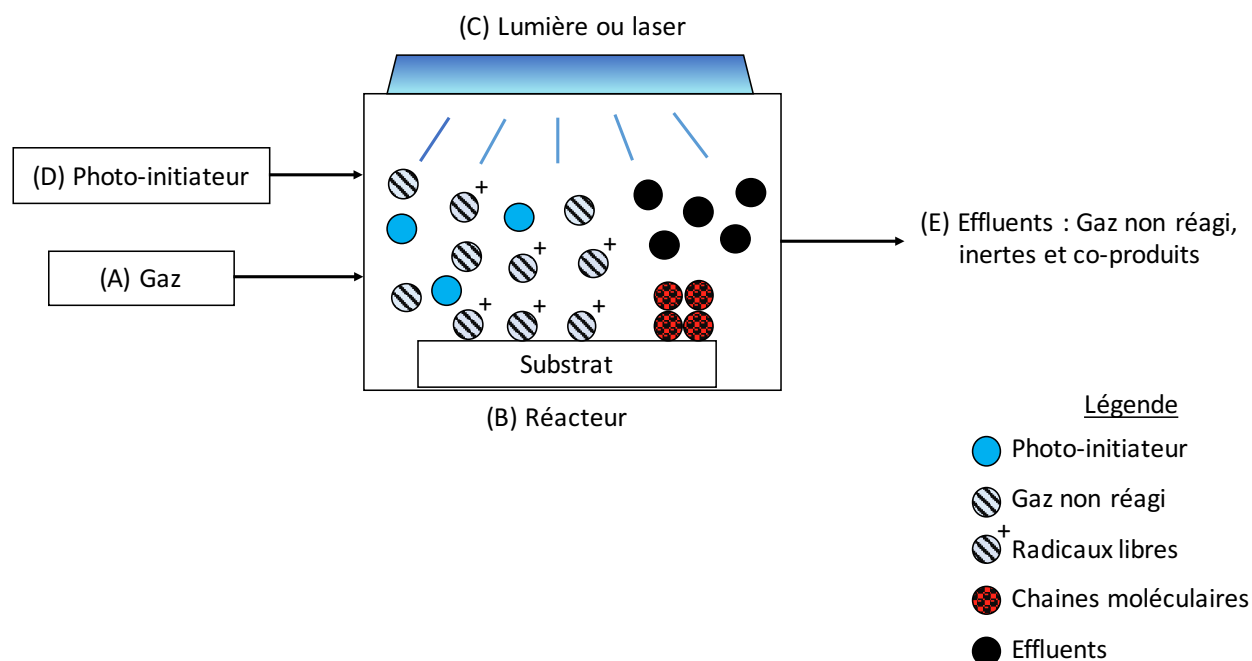 (C) Lumière ou laser
(D) Photo-initiateur
(A) Gaz
(E) Effluents : Gaz non réagi,
inertes et co-produits
+
+
+
+
+
+
Substrat
(B) Réacteur
Légende
Photo-initiateur
Gaz non réagi
+
Radicaux libres
Chaines moléculaires
Effluents